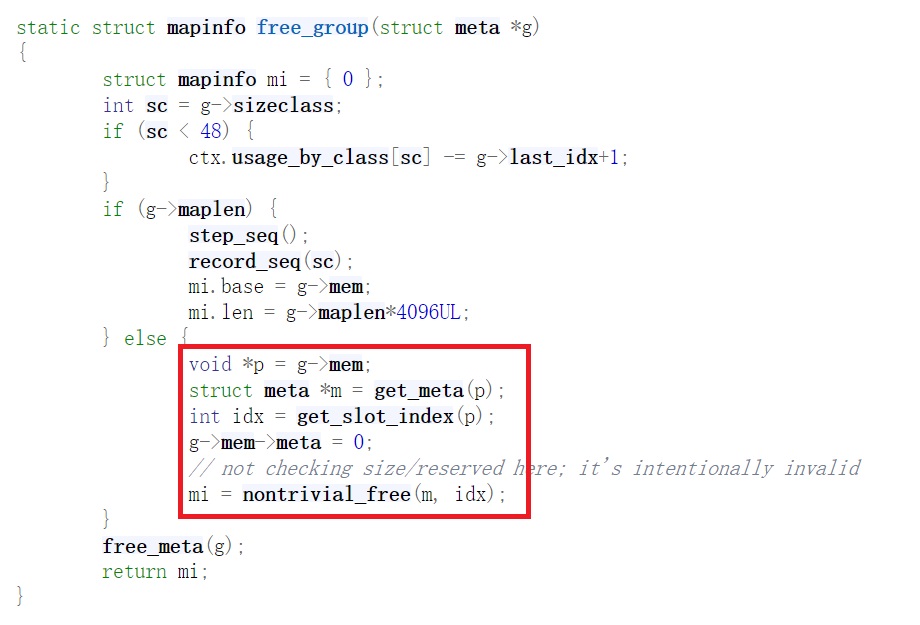 static struct mapinfo free_group(struct meta *g)
{
        struct mapinfo mi = { 0 };
        int sc = g->sizeclass;
        if (sc < 48) {
                ctx.usage_by_class[sc] -= g->last_idx+1;
        }
        if (g->maplen) {
                step_seq();
                record_seq(sc);
                mi.base = g->mem;
                mi.len = g->maplen*4096UL;
        } else {
                void *p = g->mem;
                struct meta *m = get_meta(p);
                int idx = get_slot_index(p);
                g->mem->meta = 0;
                // not checking size/reserved here; it's intentionally invalid
                mi = nontrivial_free(m, idx);
        }
        free_meta(g);
        return mi;
}